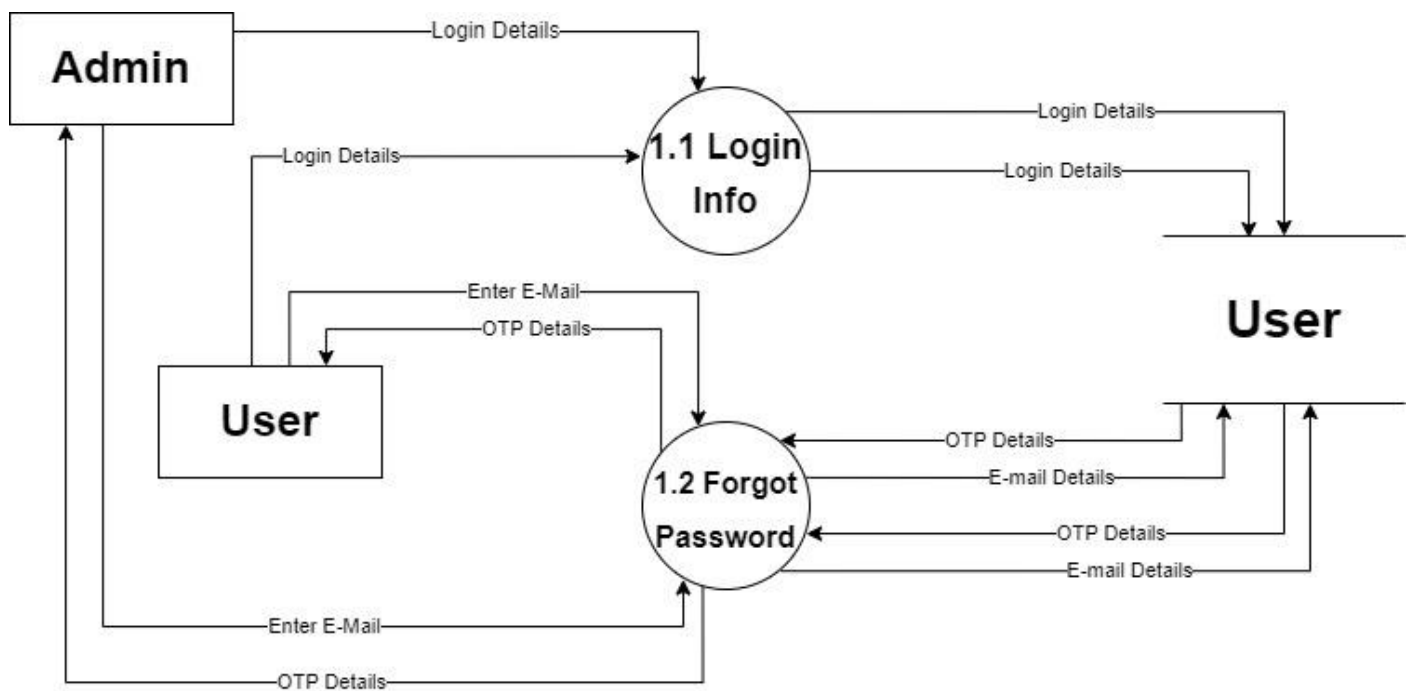 Login Details
Admin
Login Details
1.1 Login
Info
Login Details
Login Details
Enter E-Mail
OTP Details
User
User
OTP Details
1.2 Forgot
Password
E-mail Details
OTP Details
E-mail Details
Enter E-Mail
OTP Details